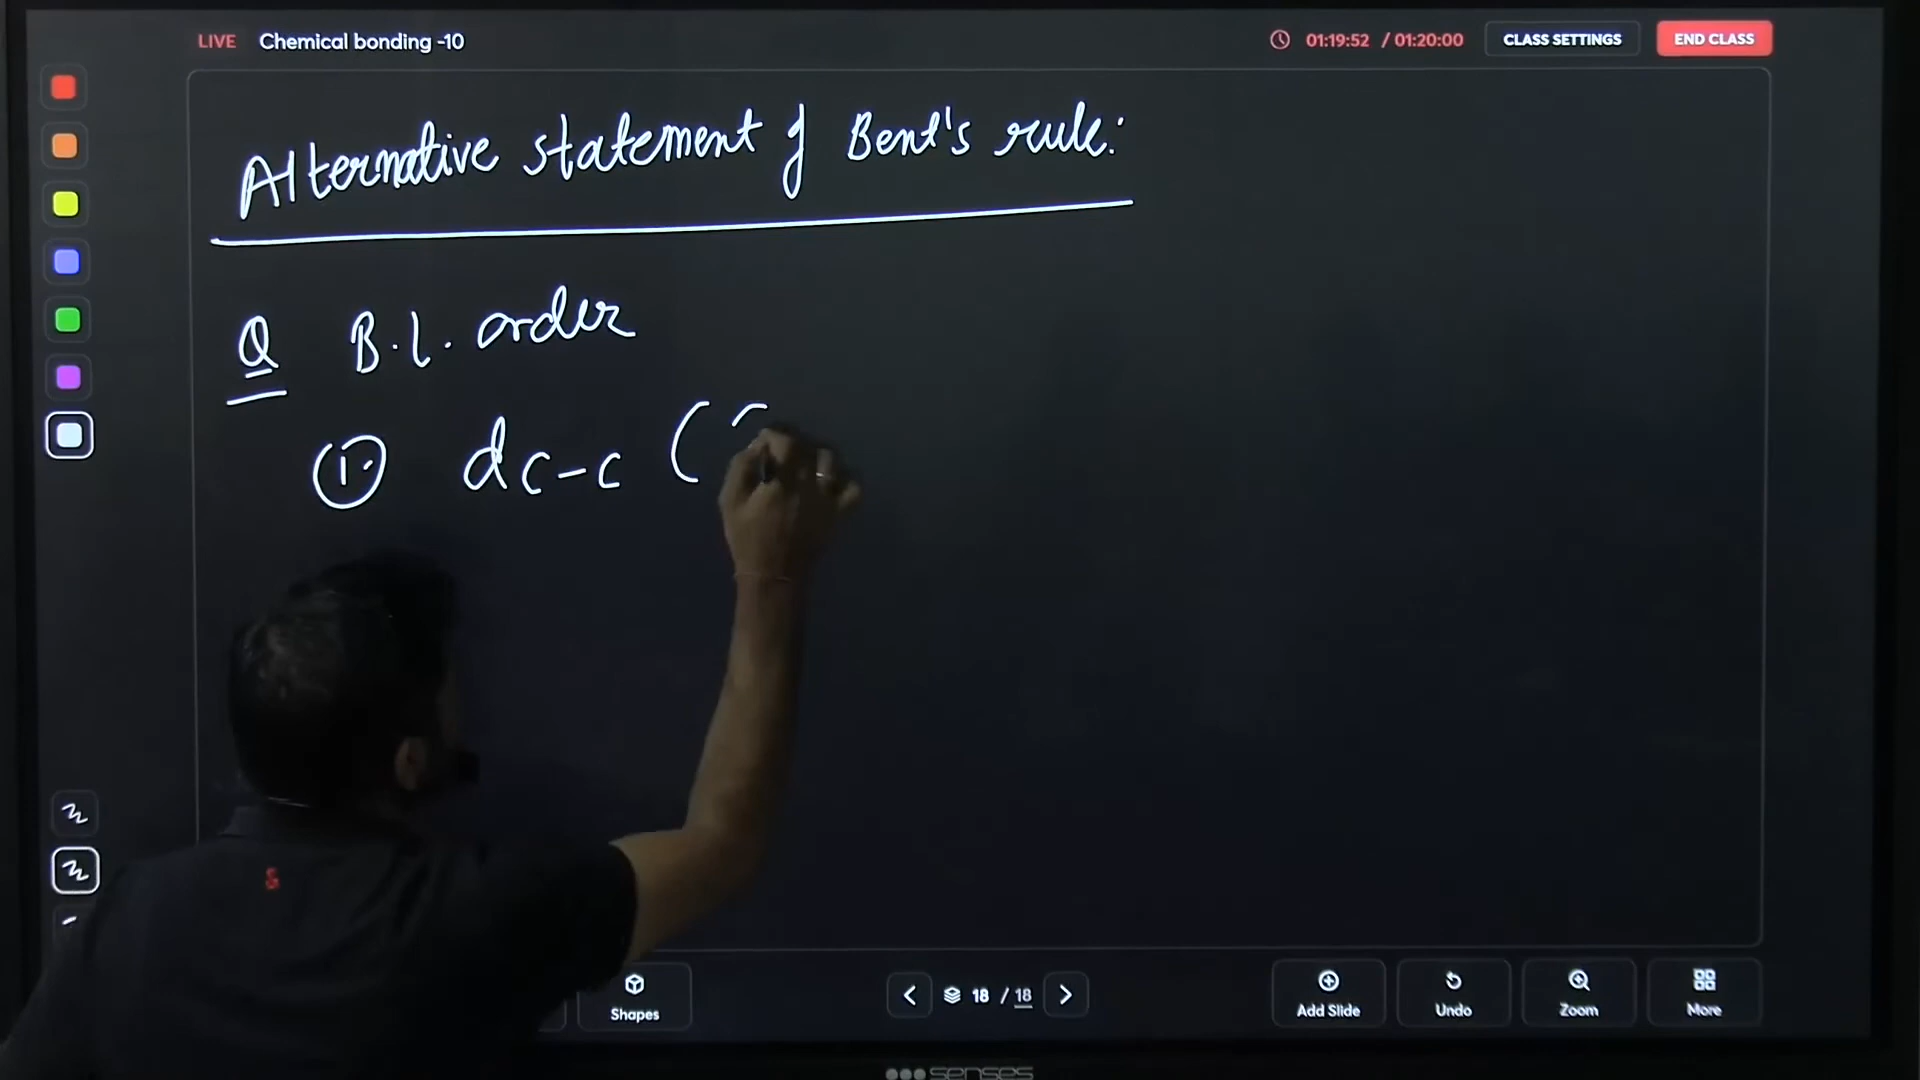 LIVE Chemical bonding -10 01:19:52 / 01:20:00 CLASS SETTINGS END CLASS
Alternative statement of Bent's rule:
Q B.L. order
1. dc-c (
S
Shapes 18 / 18 Add Slide Undo Zoom More
senses